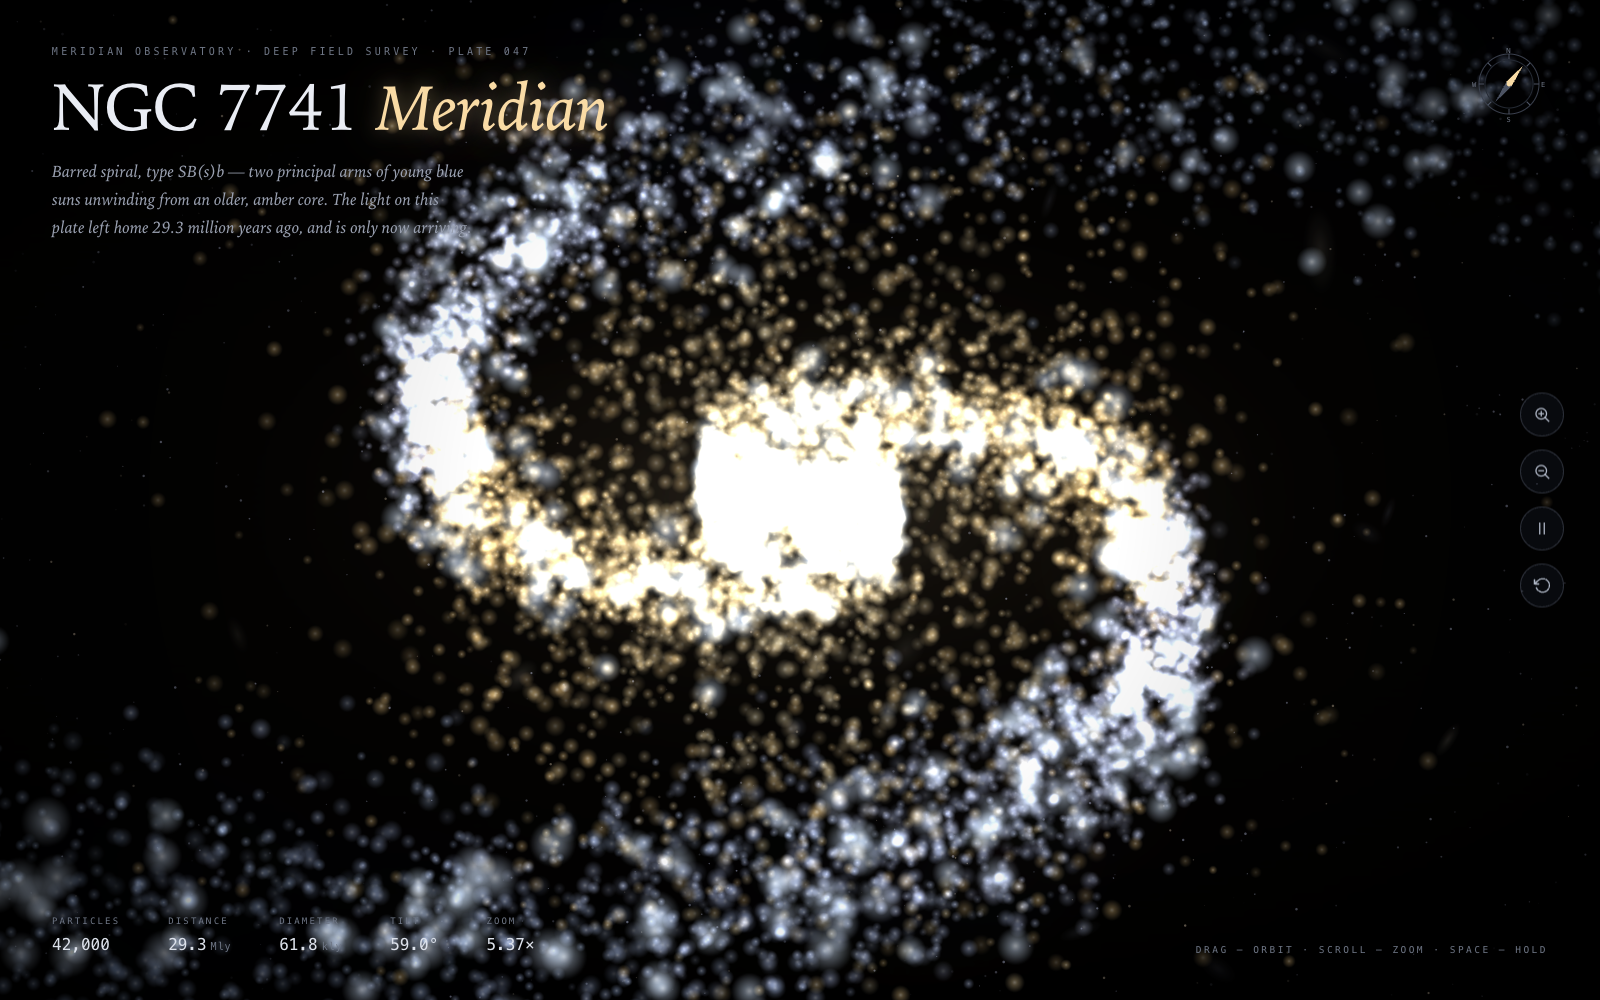 MERIDIAN OBSERVATORY · DEEP FIELD SURVEY · PLATE 047
NGC 7741 Meridian
Barred spiral, type SB(s)b — two principal arms of young blue
suns unwinding from an older, amber core. The light on this
plate left home 29.3 million years ago, and is only now arriving.
N
W E
S
PARTICLES DISTANCE DIAMETER TILT ZOOM
42,000 29.3 Mly 61.8 59.0° 5.37×
DRAG — ORBIT · SCROLL — ZOOM · SPACE — HOLD